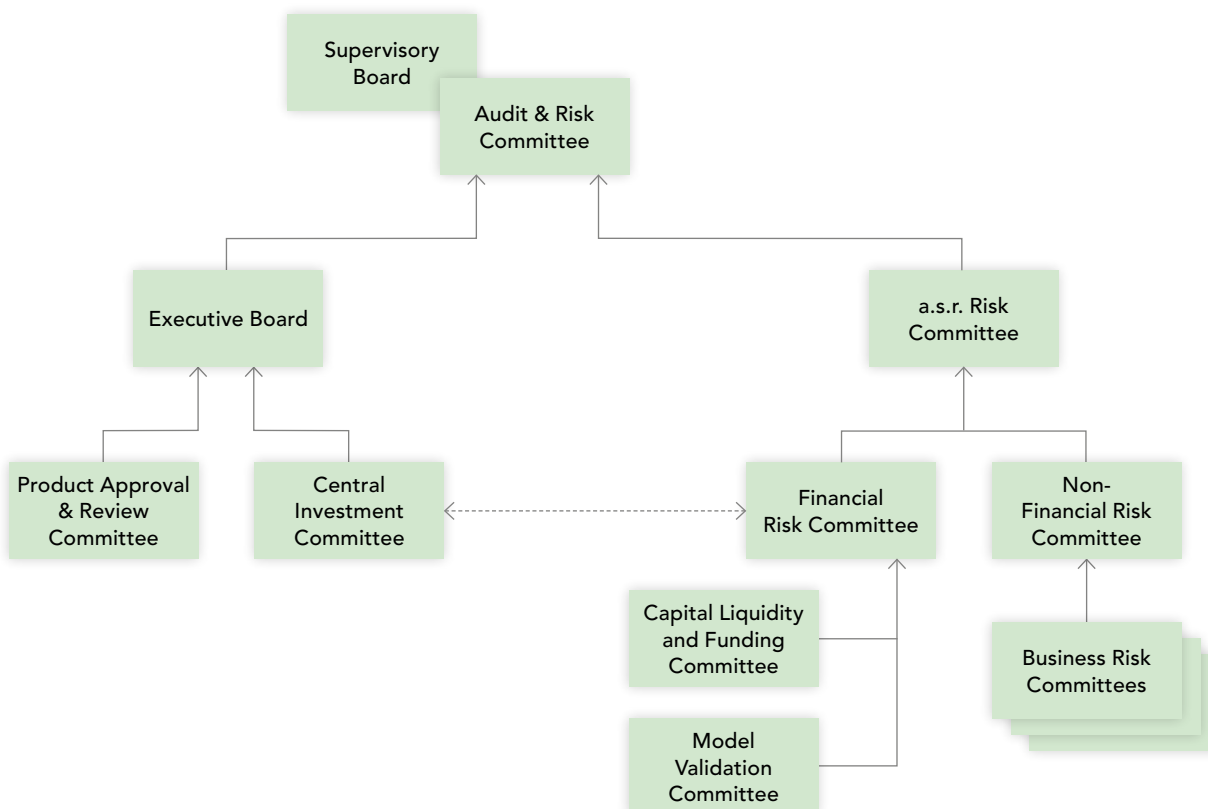 Supervisory
Board
Audit & Risk
Committee
Executive Board
a.s.r. Risk
Committee
Product Approval
& Review
Committee
Central
Investment
Committee
Financial
Risk Committee
Non-
Financial Risk
Committee
Capital Liquidity
and Funding
Committee
Business Risk
Committees
Model
Validation
Committee